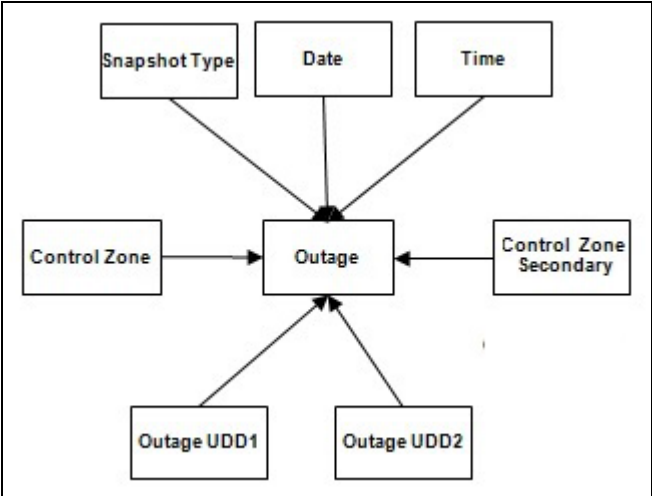 Snapshot Type
Date
Time
Control Zone
Outage
Control Zone
Secondary
Outage UDD1
Outage UDD2